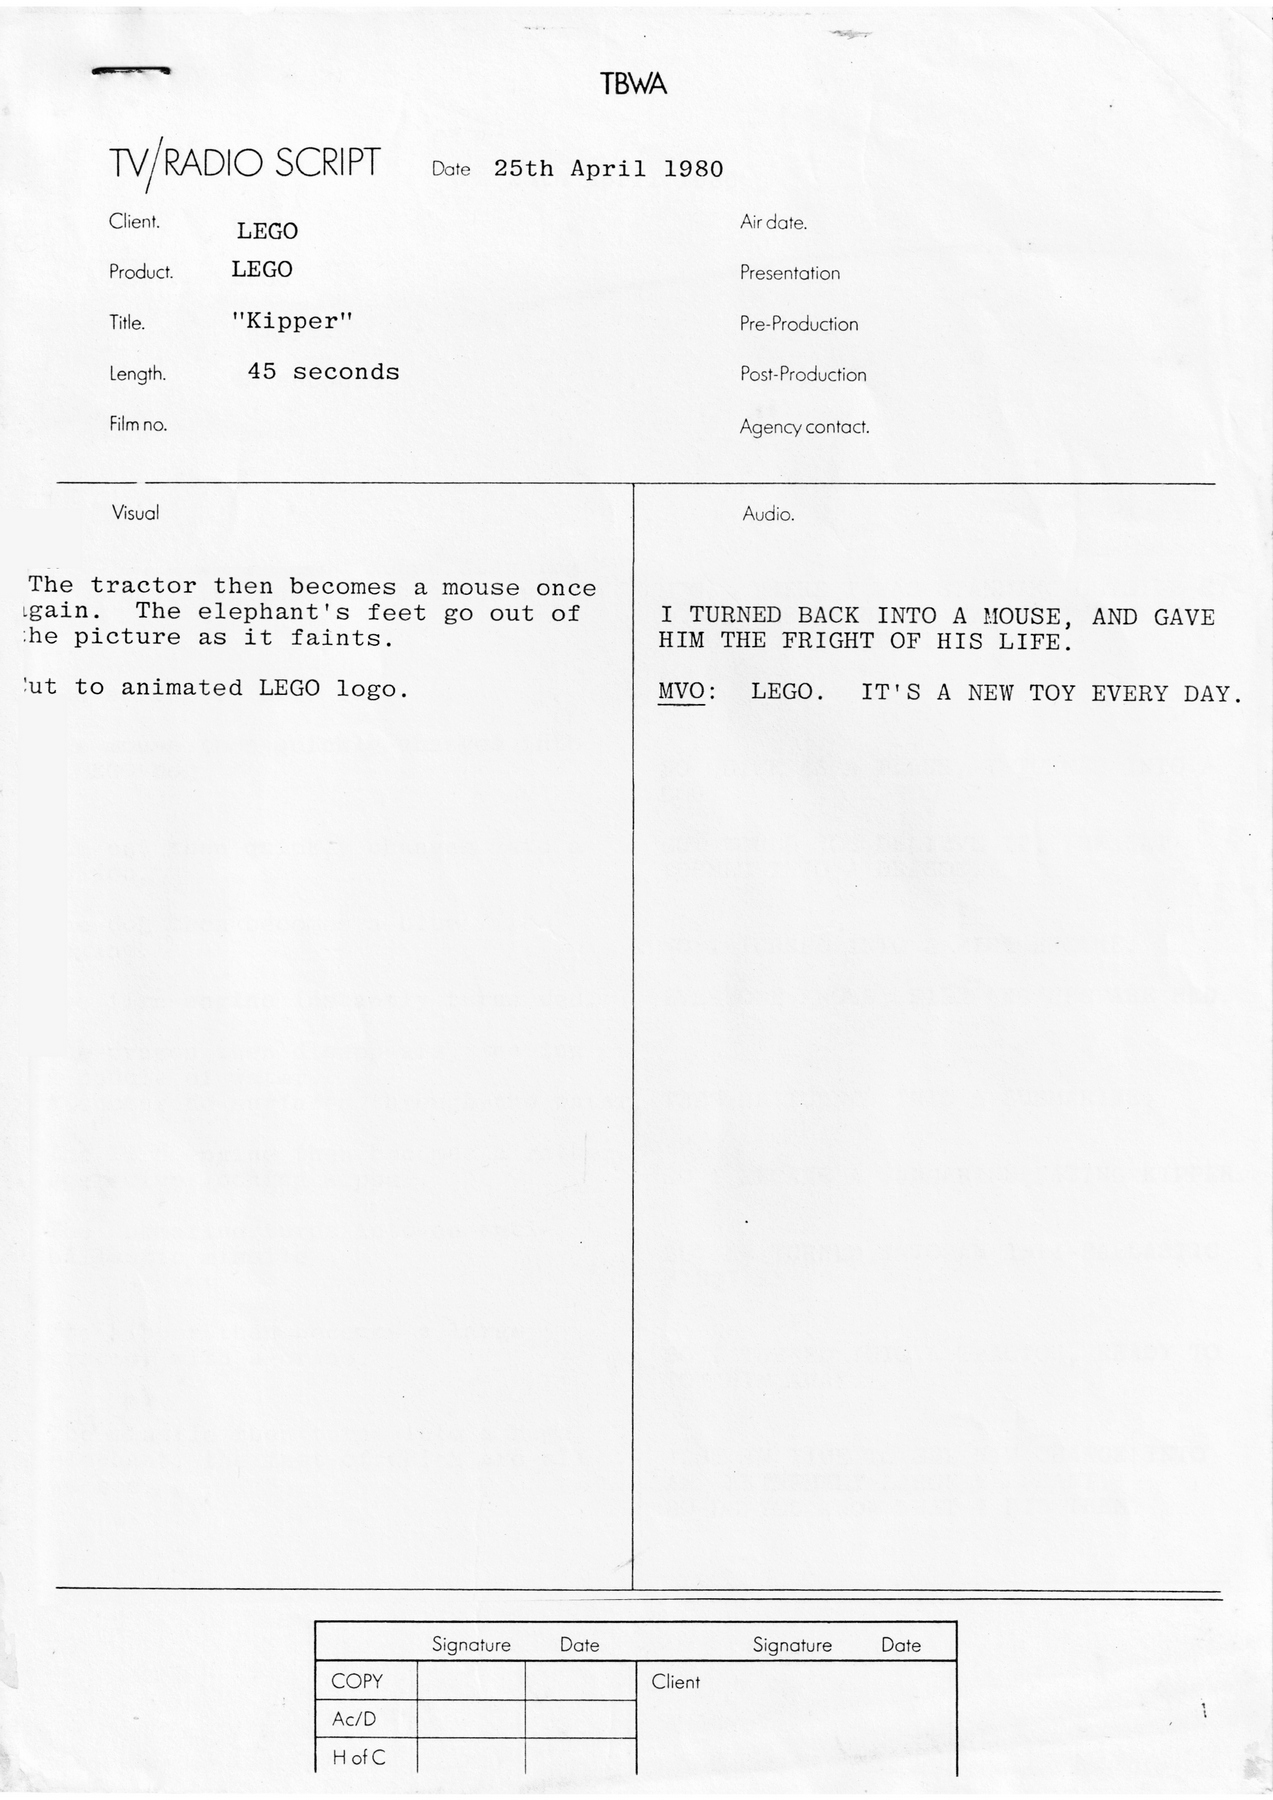 TBWA
TV/RADIO SCRIPT Date 25th April 1980
Client. LEGO
Air date.
Product. LEGO
Presentation
Title. "Kipper"
Pre-Production
Length. 45 seconds
Post-Production
Film no.
Agency contact.
Visual
The tractor then becomes a mouse once
gain. The elephant's feet go out of
he picture as it faints.
ut to animated LEGO logo.
Audio.
I TURNED BACK INTO A MOUSE, AND GAVE
HIM THE FRIGHT OF HIS LIFE.
MVO: LEGO. IT'S A NEW TOY EVERY DAY.
Signature Date Signature Date
COPY
Client
Ac/D
H of C